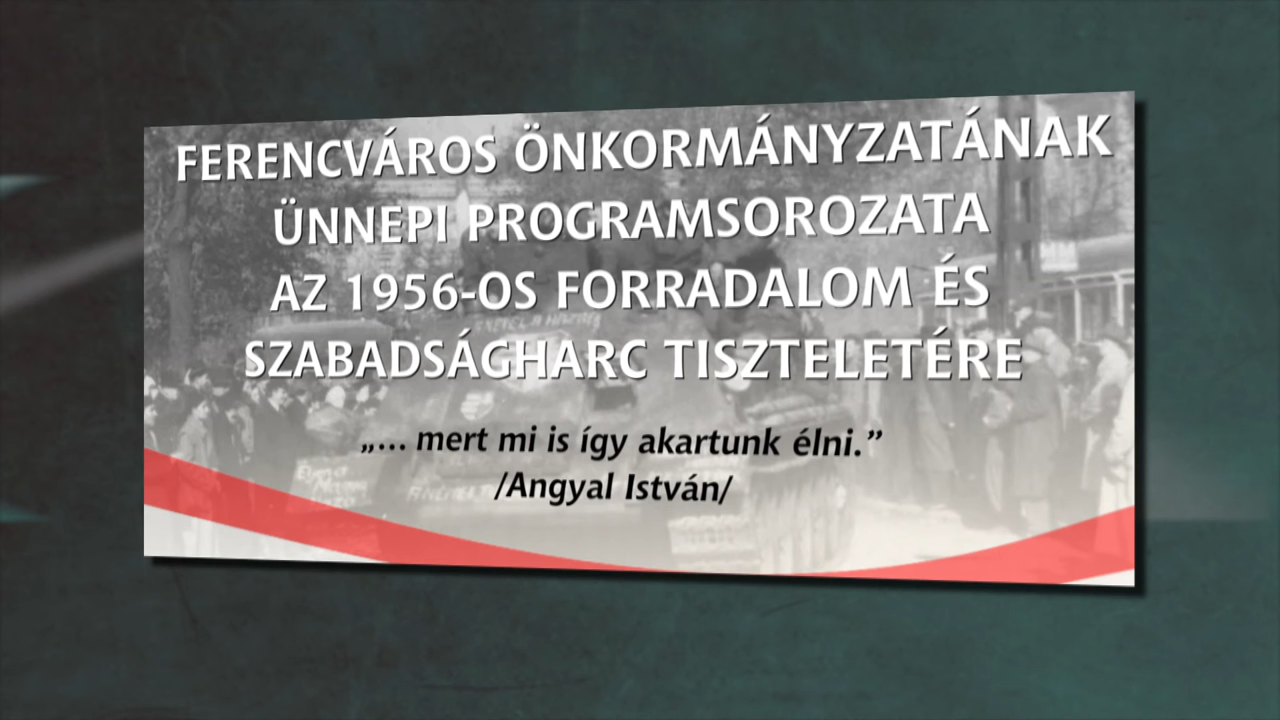 FERENCVÁROS ÖNKORMÁNYZATÁNAK
ÜNNEPI PROGRAMSOROZATA
AZ 1956-OS FORRADALOM ÉS
SZABADSÁGHARC TISZTELETÉRE
„... mert mi is így akartunk élni.”
/Angyal István/